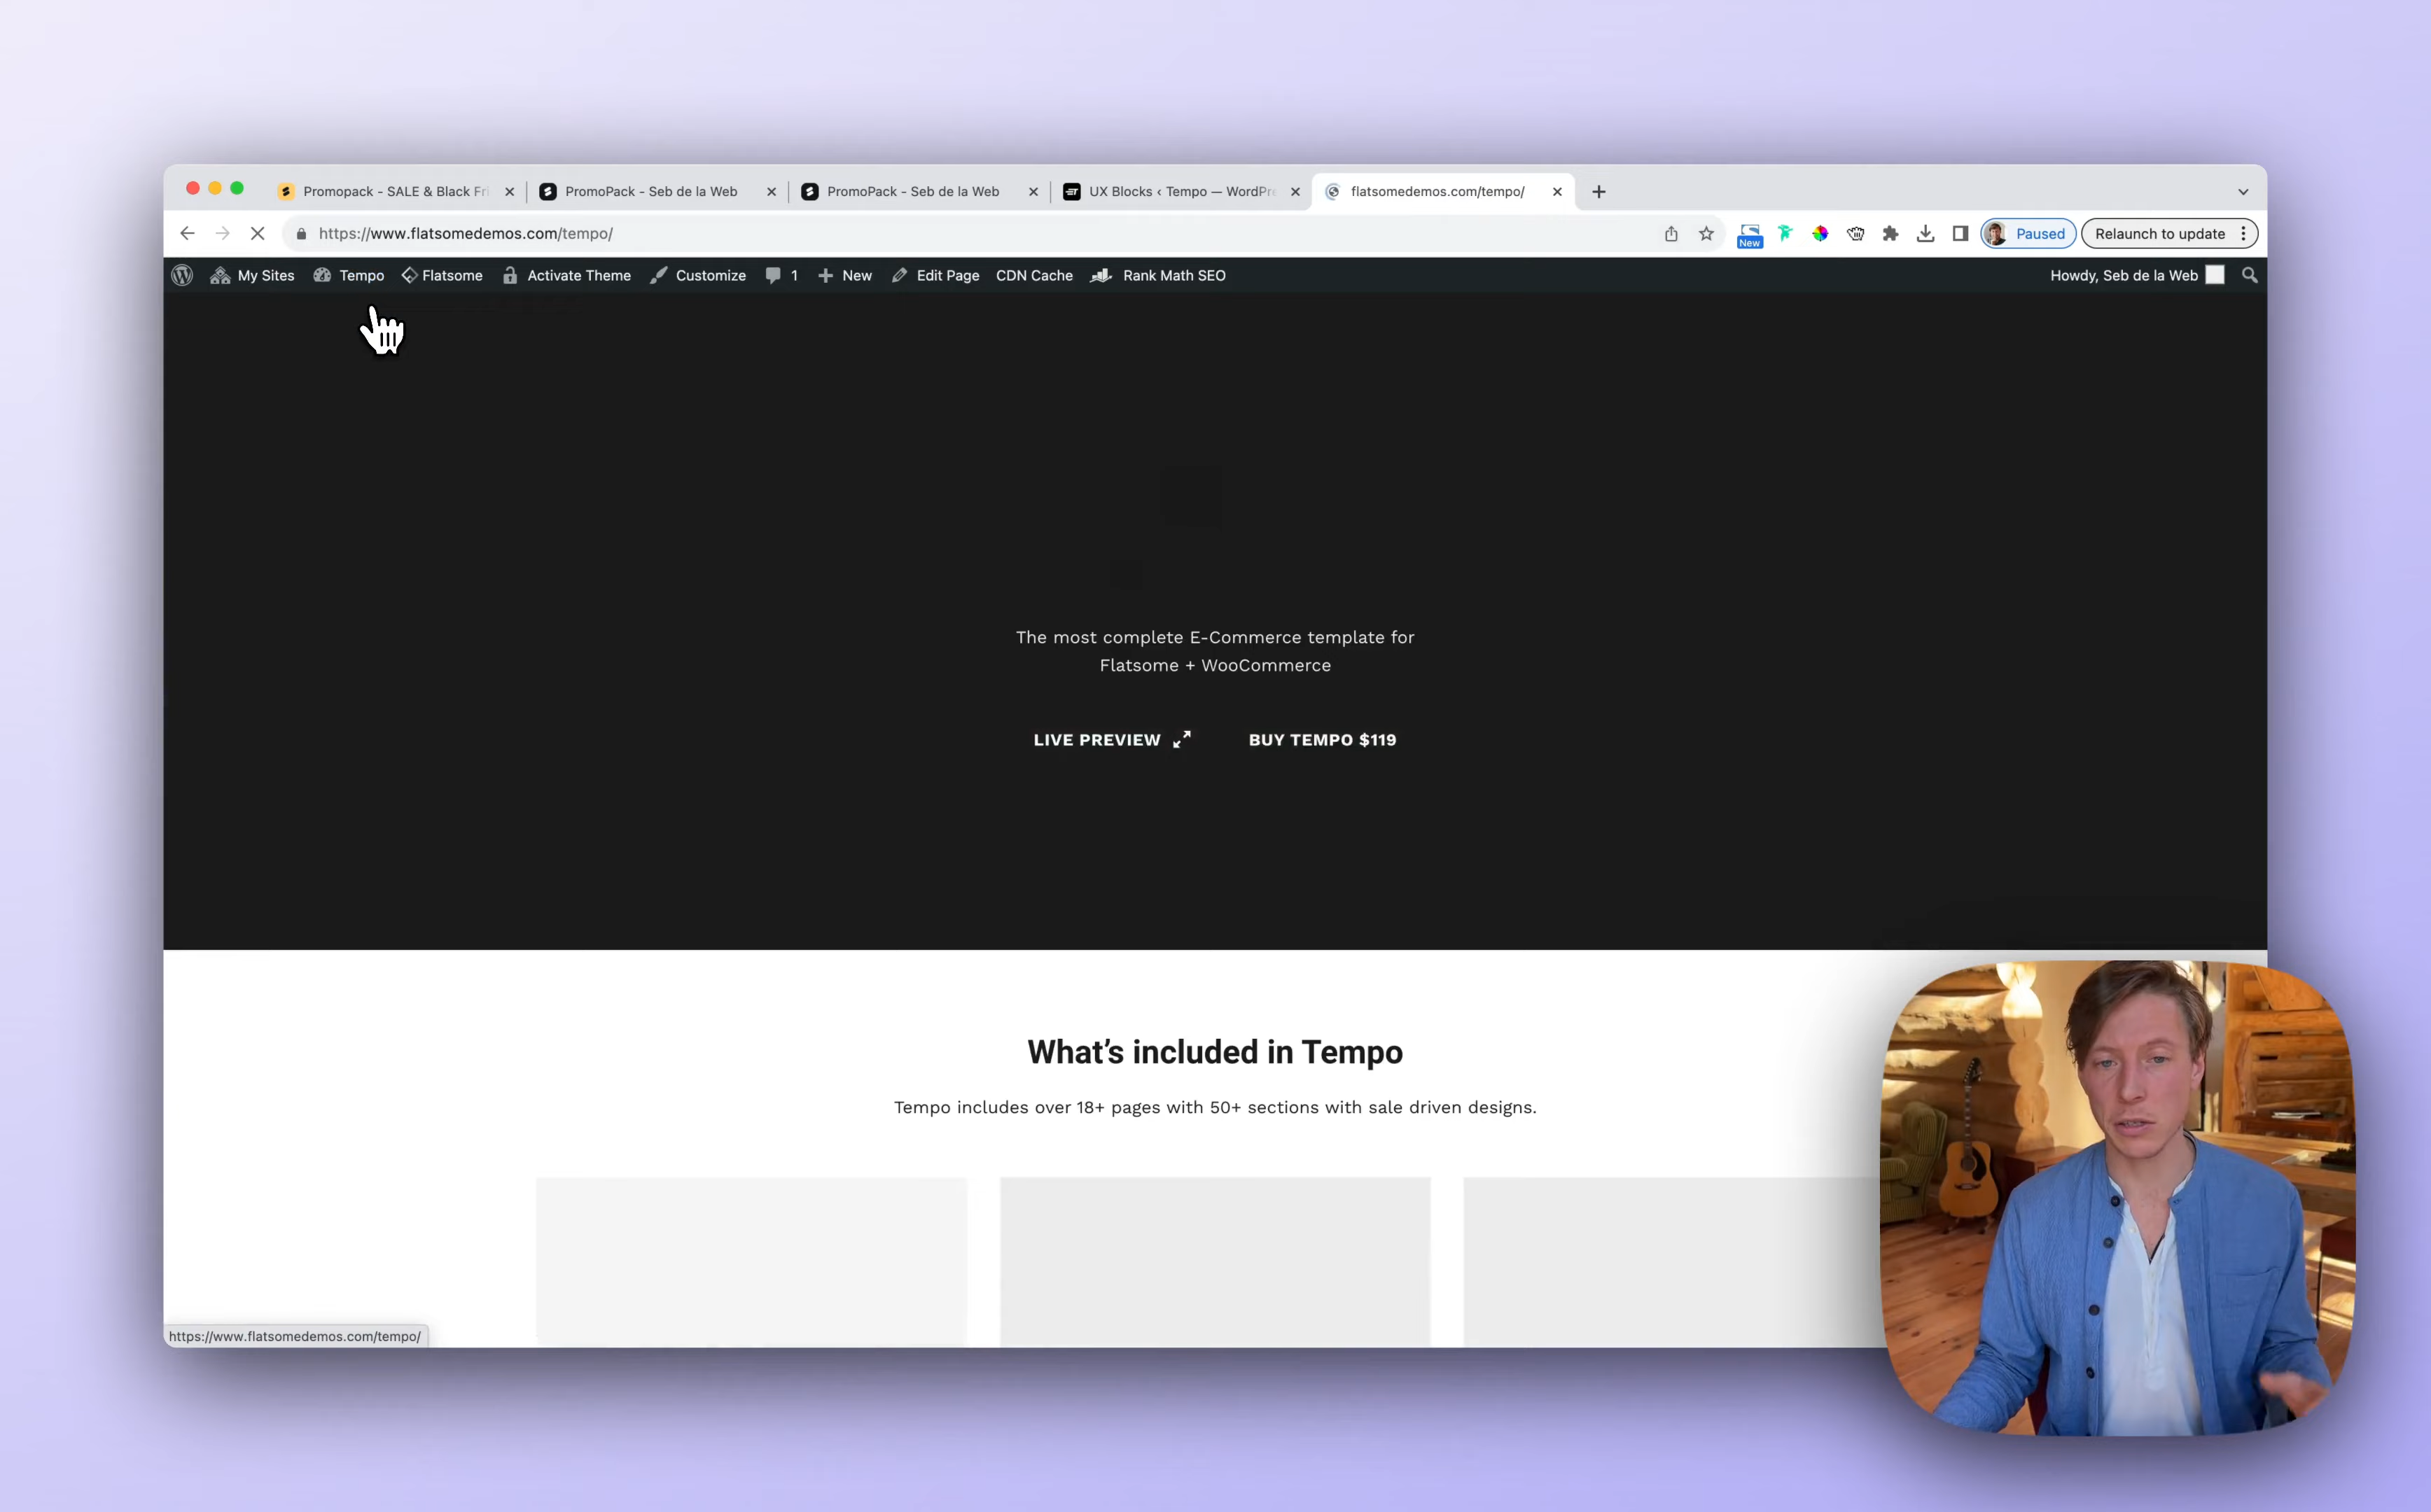 Promopack - SALE & Black Fri
PromoPack - Seb de la Web
PromoPack - Seb de la Web
UX Blocks ‹ Tempo — WordPre
flatsomedemos.com/tempo/
https://www.flatsomedemos.com/tempo/
New
Paused
Relaunch to update
My Sites
Tempo
Flatsome
Activate Theme
Customize
1
New
Edit Page
CDN Cache
Rank Math SEO
Howdy, Seb de la Web
The most complete E-Commerce template for
Flatsome + WooCommerce
LIVE PREVIEW
BUY TEMPO $119
What’s included in Tempo
Tempo includes over 18+ pages with 50+ sections with sale driven designs.
https://www.flatsomedemos.com/tempo/